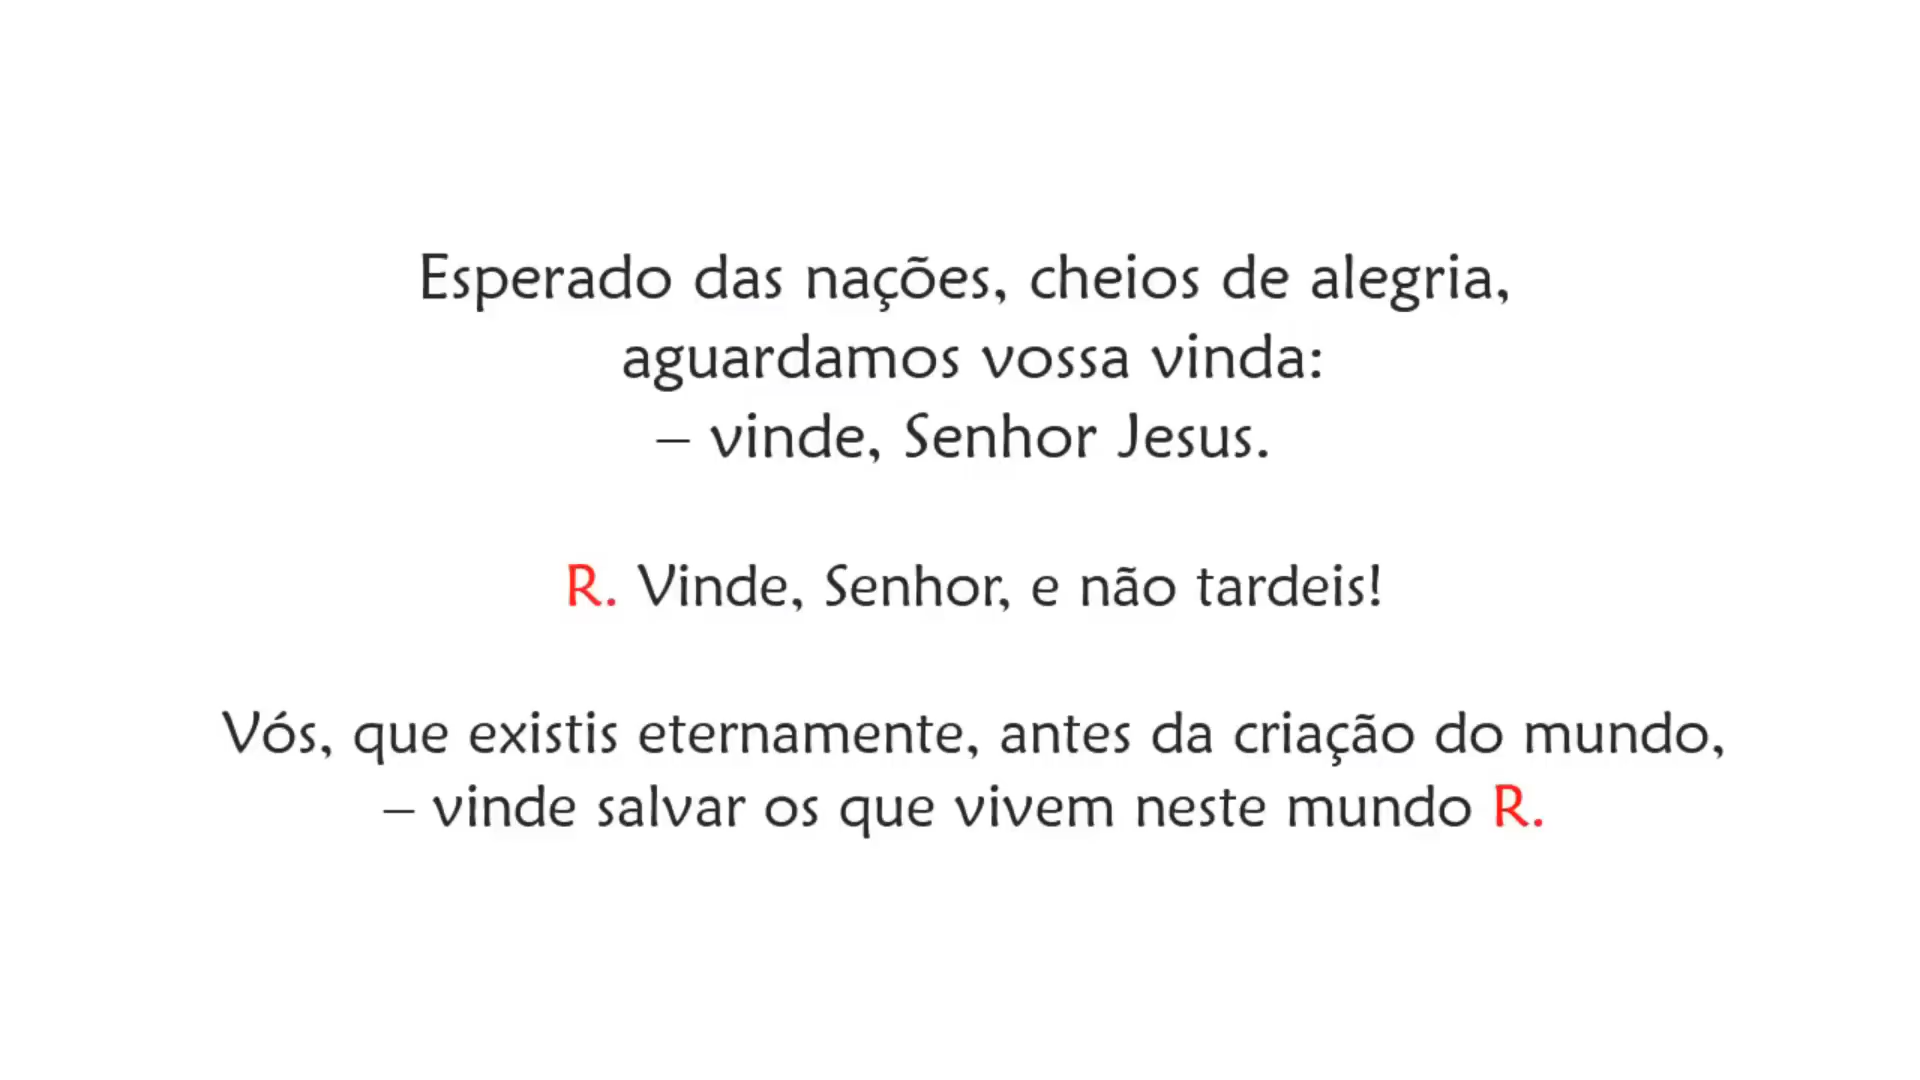 Esperado das nações, cheios de alegria,
aguardamos vossa vinda:
– vinde, Senhor Jesus.
R. Vinde, Senhor, e não tardeis!
Vós, que existis eternamente, antes da criação do mundo,
– vinde salvar os que vivem neste mundo R.